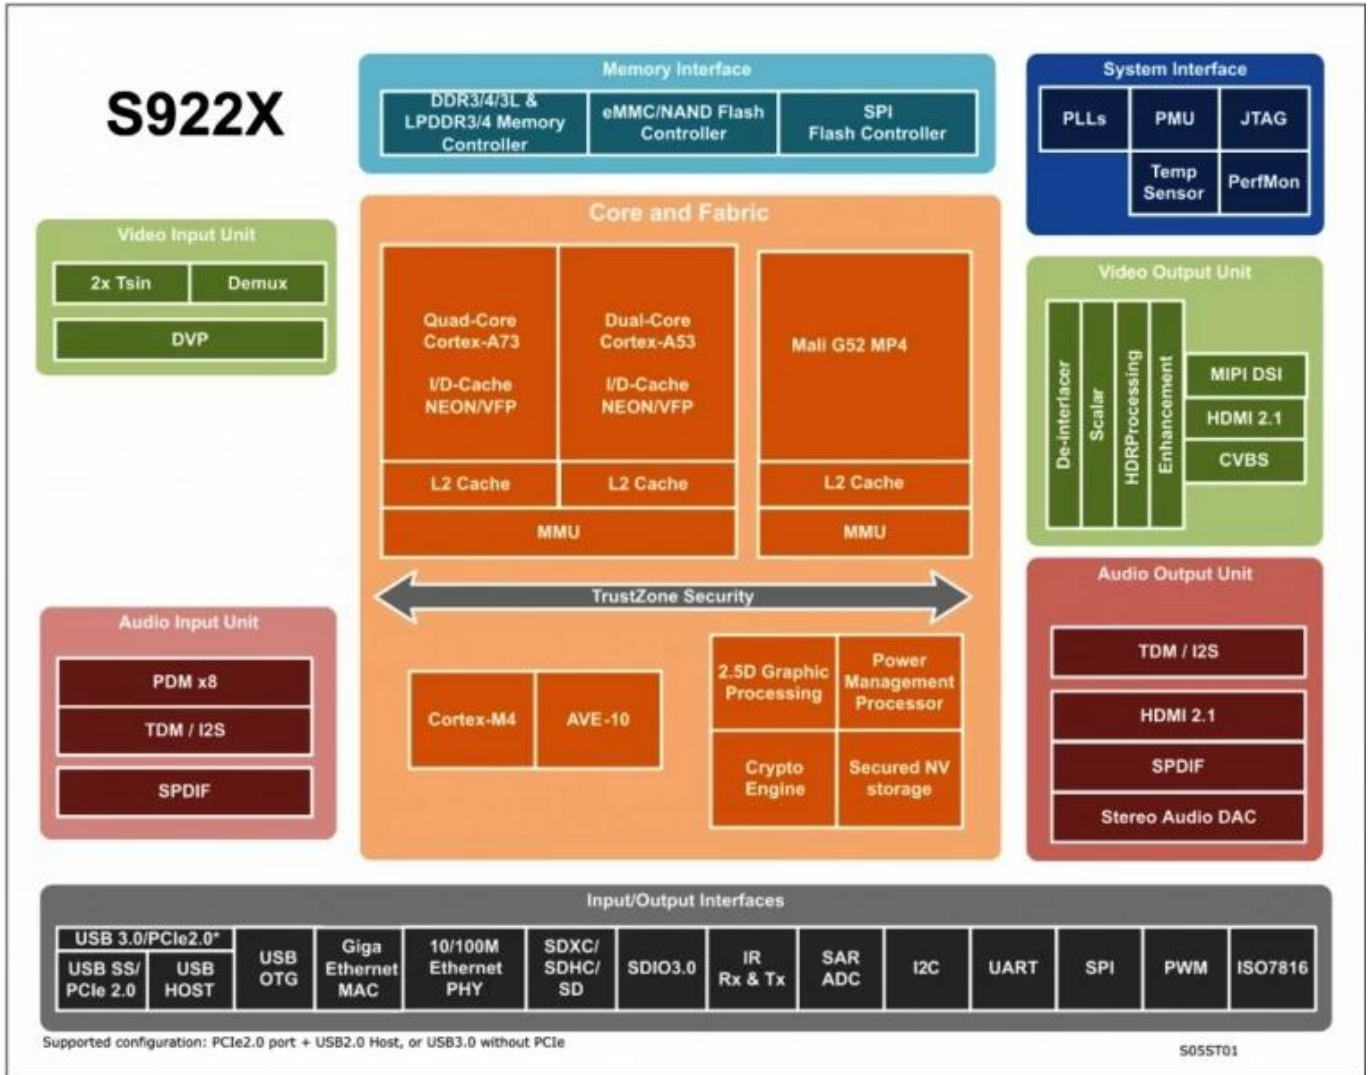 S922X
Memory Interface
DDR3/4/3L &
LPDDR3/4 Memory
Controller
eMMC/NAND Flash
Controller
SPI
Flash Controller
System Interface
PLLs
PMU
JTAG
Temp
Sensor
PerfMon
Video Input Unit
2x Tsin
Demux
DVP
Core and Fabric
Quad-Core
Cortex-A73
I/D-Cache
NEON/VFP
Dual-Core
Cortex-A53
I/D-Cache
NEON/VFP
Mali G52 MP4
L2 Cache
L2 Cache
L2 Cache
MMU
MMU
Video Output Unit
De-interlacer
Scalar
HDRProcessing
Enhancement
MIPI DSI
HDMI 2.1
CVBS
TrustZone Security
Audio Input Unit
PDM x8
TDM / I2S
SPDIF
Cortex-M4
AVE-10
2.5D Graphic
Processing
Power
Management
Processor
Crypto
Engine
Secured NV
storage
Audio Output Unit
TDM / I2S
HDMI 2.1
SPDIF
Stereo Audio DAC
Input/Output Interfaces
USB 3.0/PCIe2.0*
USB SS/
PCIe 2.0
USB
HOST
USB
OTG
Giga
Ethernet
MAC
10/100M
Ethernet
PHY
SDXC/
SDHC/
SD
SDIO3.0
IR
Rx & Tx
SAR
ADC
I2C
UART
SPI
PWM
ISO7816
Supported configuration: PCIe2.0 port + USB2.0 Host, or USB3.0 without PCIe
S05ST01